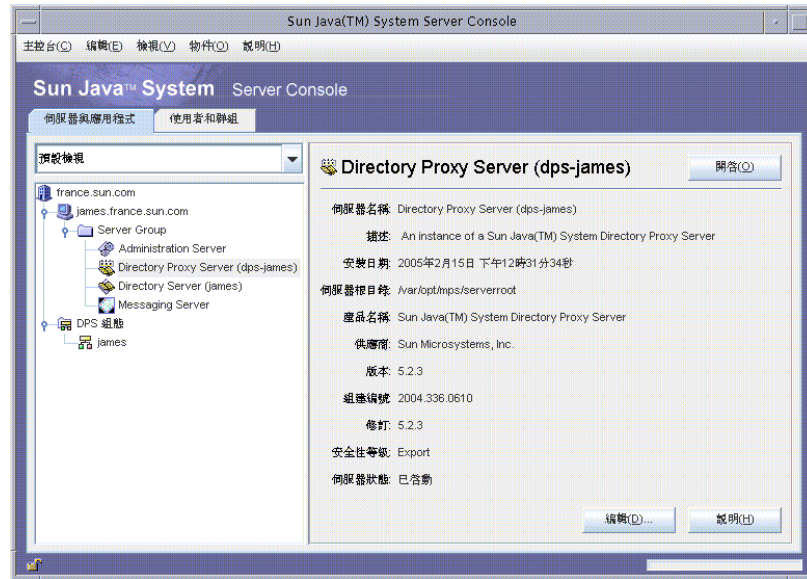 Sun Java(TM) System Server Console
主控台(C) 編輯(E) 檢視(V) 物件(O) 說明(H)
Sun Java™ System Server Console
伺服器與應用程式 使用者和群組
預設檢視
france.sun.com
james.france.sun.com
Server Group
Administration Server
Directory Proxy Server (dps-james)
Directory Server (james)
Messaging Server
DPS 組態
james
Directory Proxy Server (dps-james) 開啟(O)
伺服器名稱: Directory Proxy Server (dps-james)
描述: An instance of a Sun Java(TM) System Directory Proxy Server
安裝日期: 2005年2月15日 下午12時31分34秒
伺服器根目錄: /var/opt/mps/serverroot
產品名稱: Sun Java(TM) System Directory Proxy Server
供應商: Sun Microsystems, Inc.
版本: 5.2.3
組建編號: 2004.336.0610
修訂: 5.2.3
安全性等級: Export
伺服器狀態: 已啟動
編輯(D)... 說明(H)